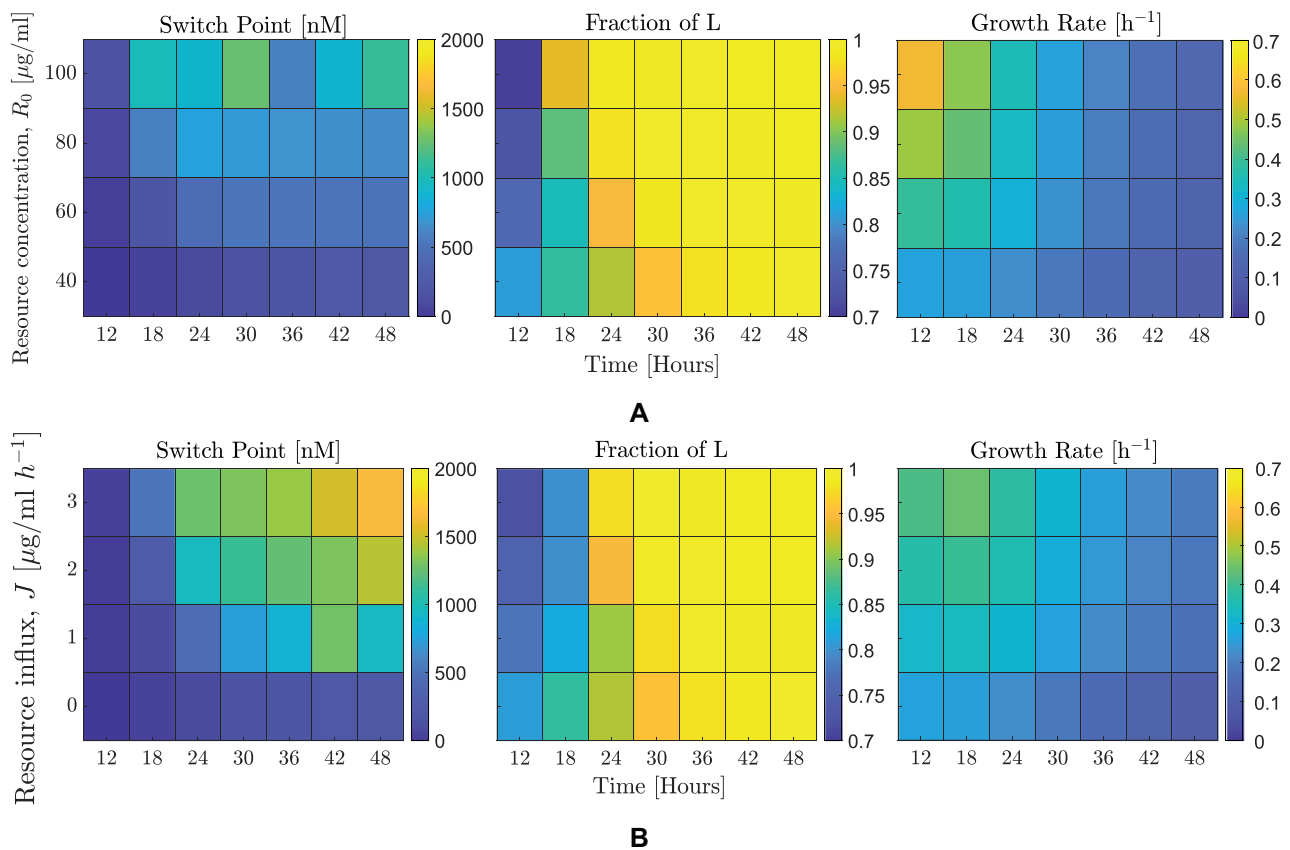 Switch Point [nM]
Fraction of L
Growth Rate [h⁻¹]
Resource concentration, R₀ [μg/ml]
100
80
60
40
12 18 24 30 36 42 48
2000
1500
1000
500
0
12 18 24 30 36 42 48
1
0.95
0.9
0.85
0.8
0.75
0.7
12 18 24 30 36 42 48
0.7
0.6
0.5
0.4
0.3
0.2
0.1
0
Time [Hours]
A
Switch Point [nM]
Fraction of L
Growth Rate [h⁻¹]
Resource influx, J [μg/ml h⁻¹]
3
2
1
0
12 18 24 30 36 42 48
2000
1500
1000
500
0
12 18 24 30 36 42 48
1
0.95
0.9
0.85
0.8
0.75
0.7
12 18 24 30 36 42 48
0.7
0.6
0.5
0.4
0.3
0.2
0.1
0
Time [Hours]
B